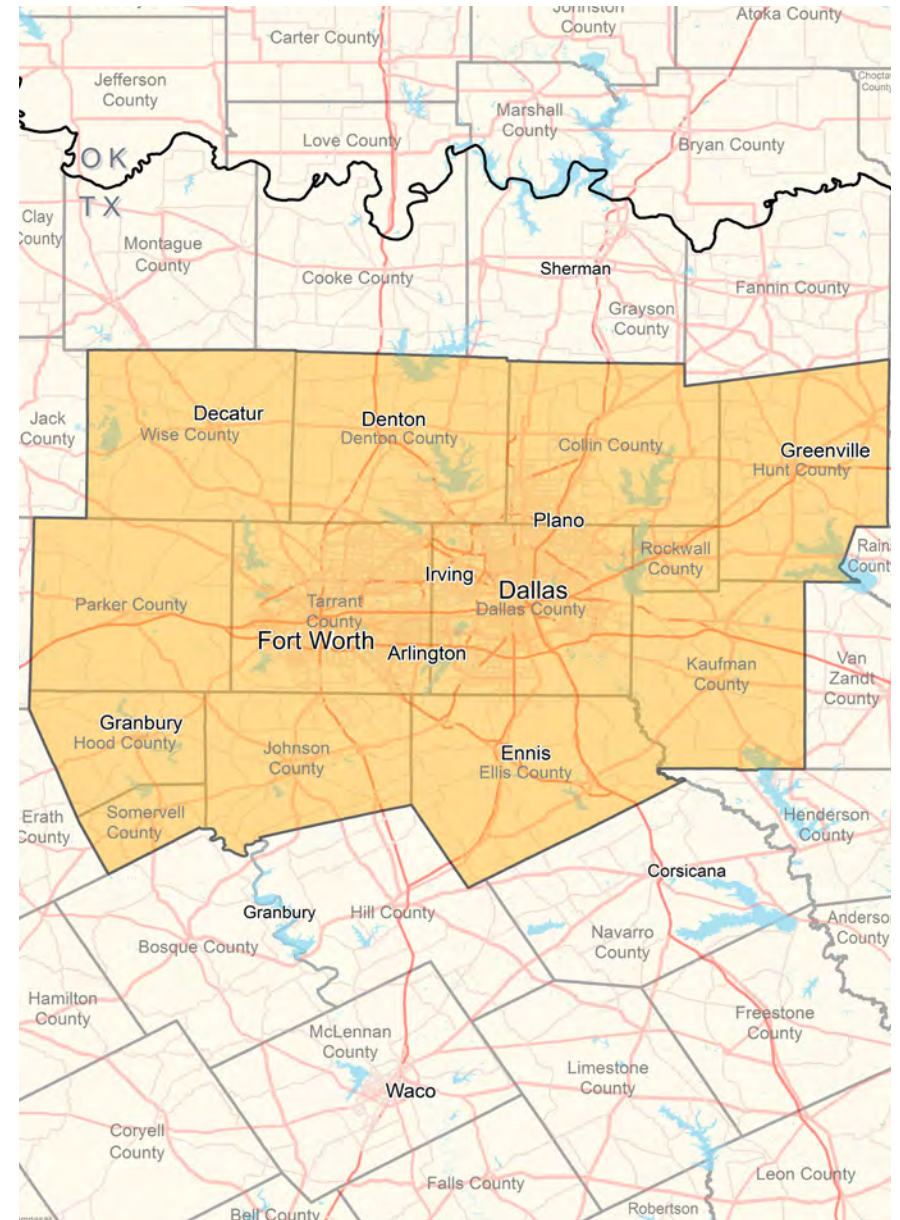 Johnston
County
Atoka County
Carter County
Jefferson
County
Marshall
County
Love County
Bryan County
OK
TX
Clay
County
Montague
County
Cooke County
Sherman
Grayson
County
Fannin County
Jack
County
Decatur
Wise County
Denton
Denton County
Collin County
Greenville
Hunt County
Plano
Rockwall
County
Irving
Dallas
Dallas County
Parker County
Tarrant
County
Fort Worth
Arlington
Kaufman
County
Van
Zandt
County
Granbury
Hood County
Johnson
County
Ennis
Ellis County
Erath
County
Somervell
County
Henderson
County
Corsicana
Granbury
Hill County
Bosque County
Navarro
County
Anderso
County
Hamilton
County
McLennan
County
Freestone
County
Limestone
County
Waco
Coryell
County
Falls County
Leon County
Bell County
Robertson